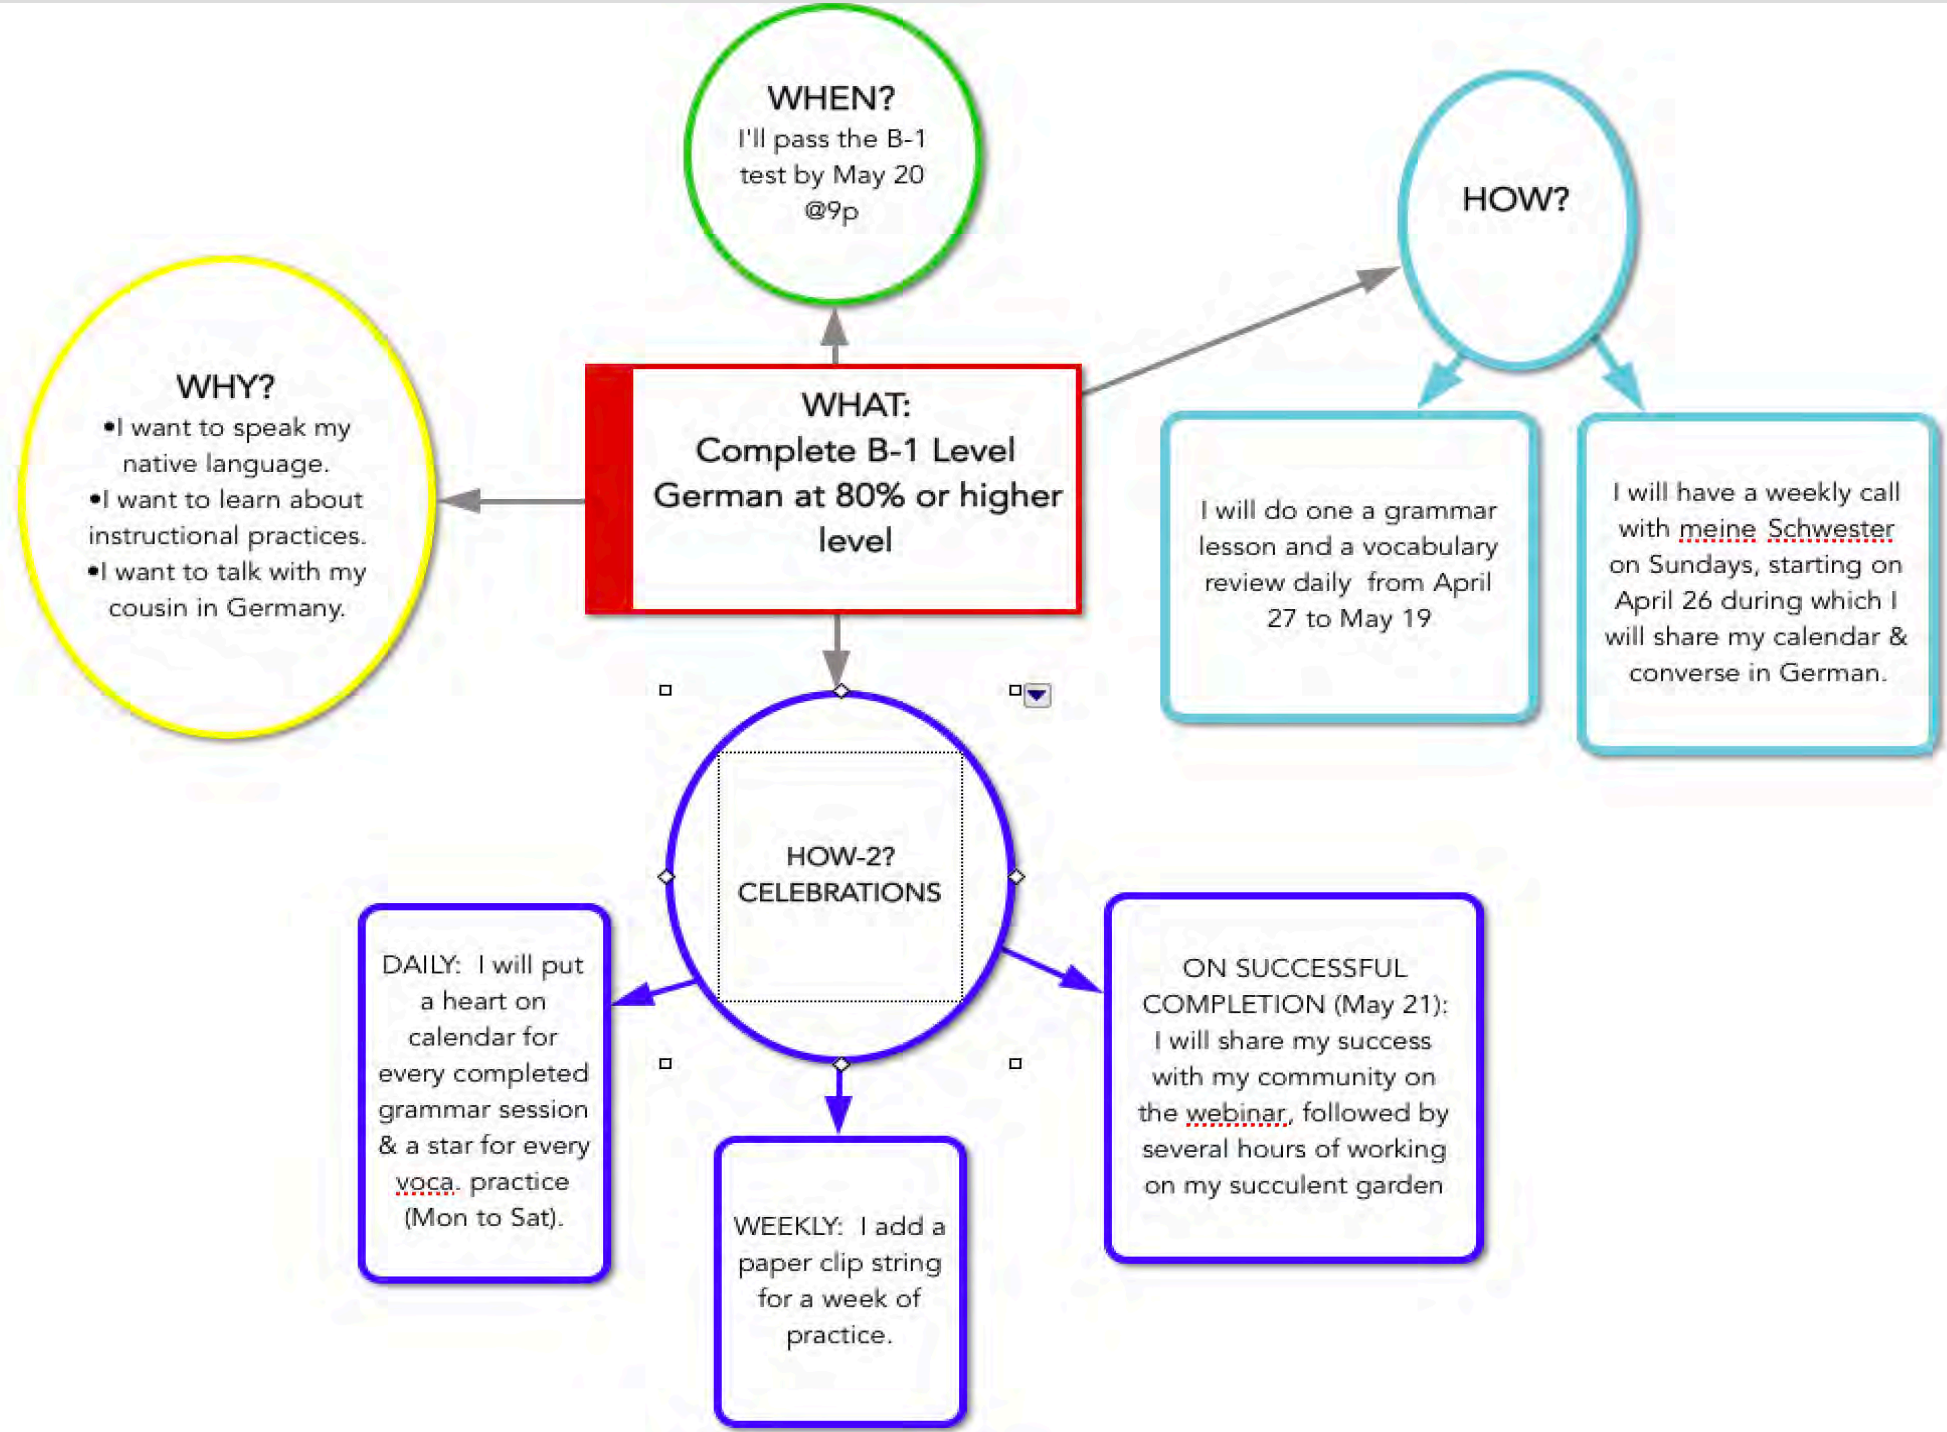 WHEN?
I'll pass the B-1
test by May 20
@9p
HOW?
WHY?
•I want to speak my
native language.
•I want to learn about
instructional practices.
•I want to talk with my
cousin in Germany.
WHAT:
Complete B-1 Level
German at 80% or higher
level
I will do one a grammar
lesson and a vocabulary
review daily  from April
27 to May 19
I will have a weekly call
with meine Schwester
on Sundays, starting on
April 26 during which I
will share my calendar &
converse in German.
HOW-2?
CELEBRATIONS
DAILY:  I will put
a heart on
calendar for
every completed
grammar session
& a star for every
voca. practice
(Mon to Sat).
WEEKLY:  I add a
paper clip string
for a week of
practice.
ON SUCCESSFUL
COMPLETION (May 21):
I will share my success
with my community on
the webinar, followed by
several hours of working
on my succulent garden